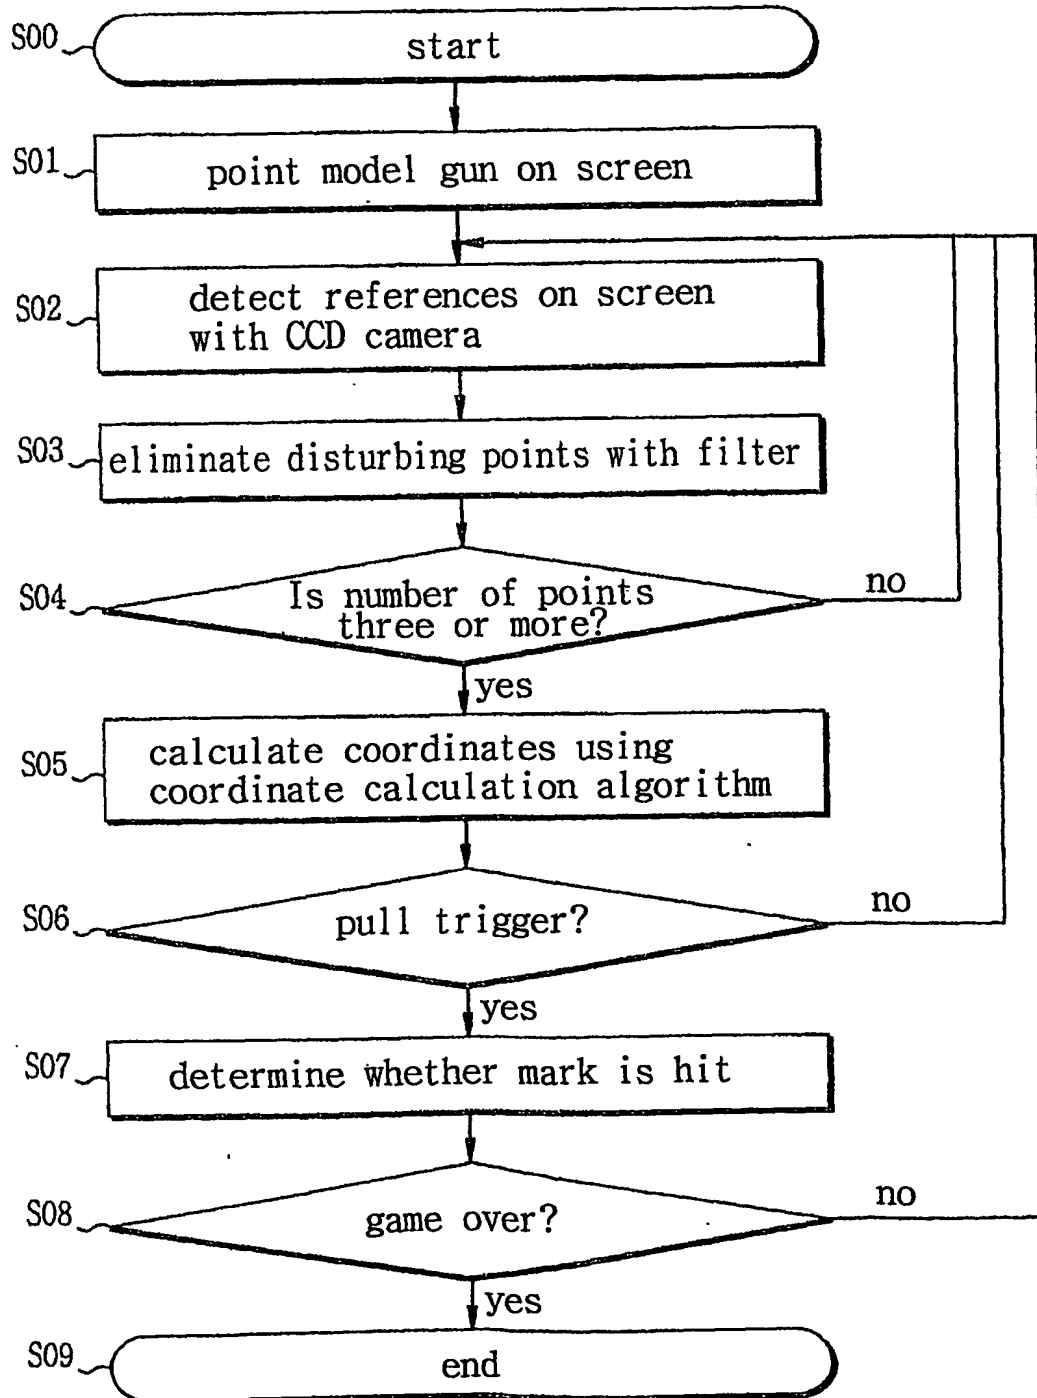 S00
start
S01
point model gun on screen
S02
detect references on screen
with CCD camera
S03
eliminate disturbing points with filter
S04
Is number of points
three or more?
no
yes
S05
calculate coordinates using
coordinate calculation algorithm
S06
pull trigger?
no
yes
S07
determine whether mark is hit
S08
game over?
no
yes
S09
end